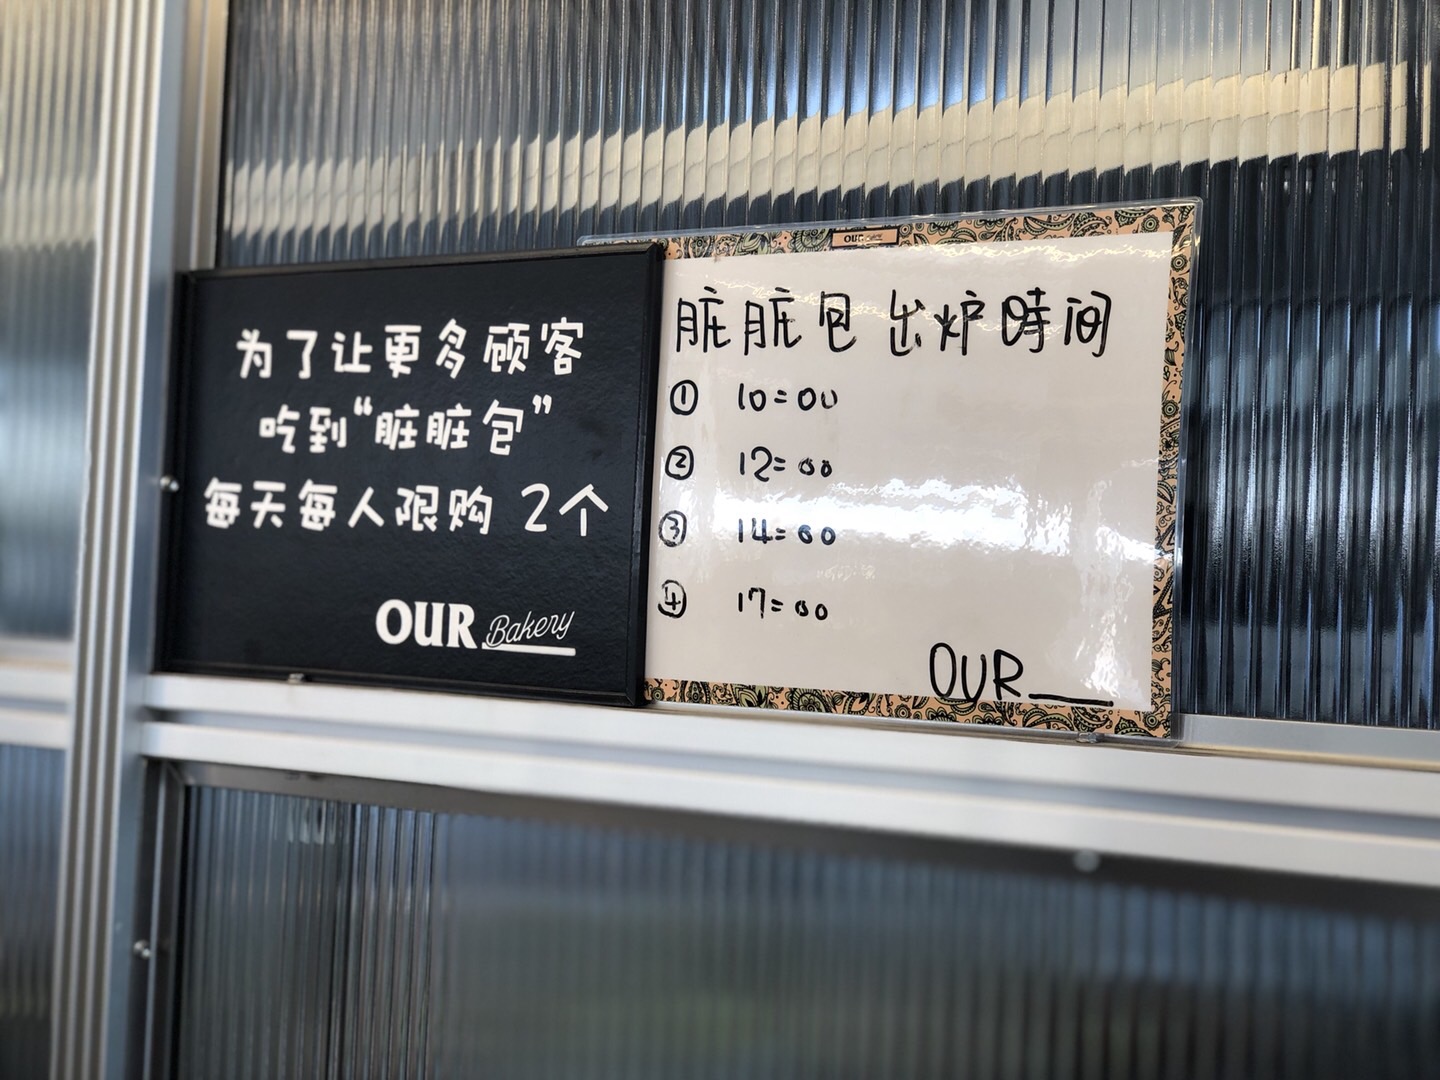 为了让更多顾客
吃到“脏脏包”
每天每人限购 2个
OUR Bakery
OUR
脏脏包出炉時间
① 10:00
② 12:00
③ 14:00
④ 17:00
OUR